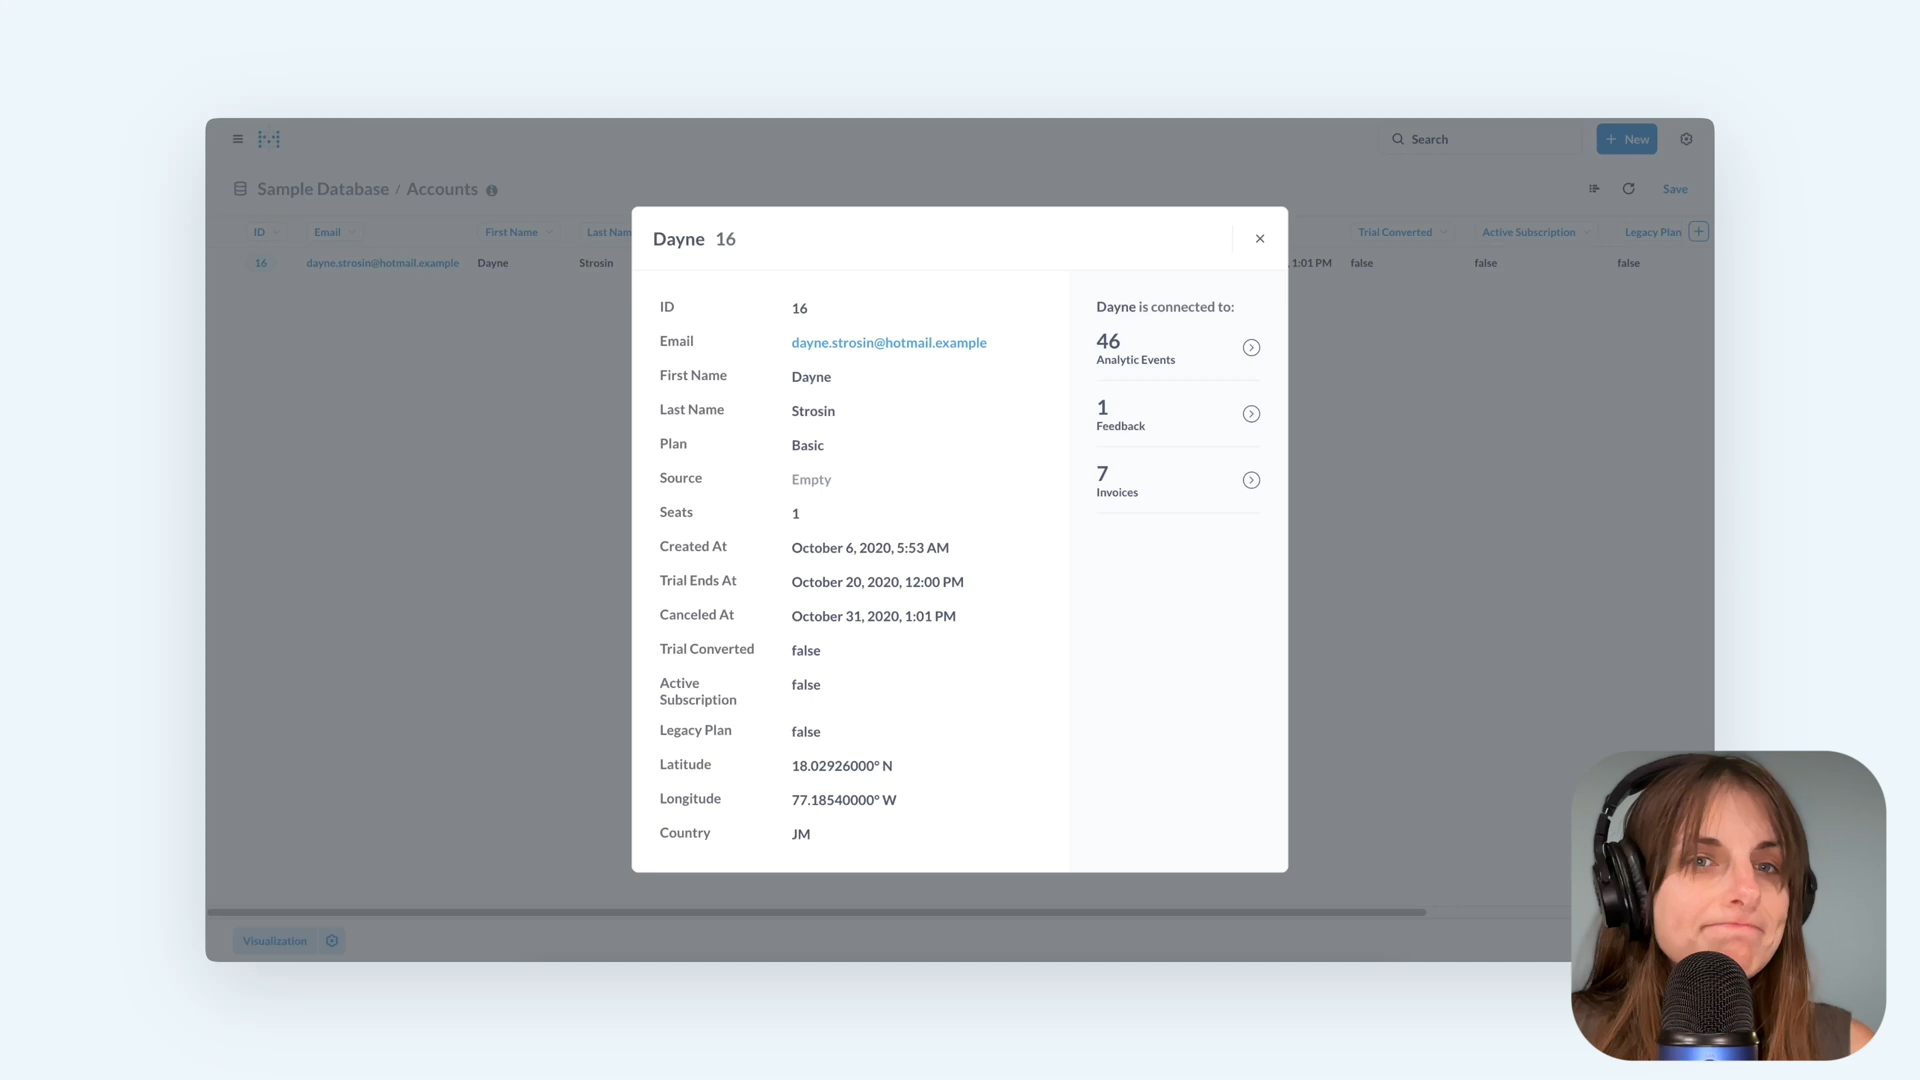 Search
+ New
Sample Database / Accounts
Save
ID
Email
First Name
Last Nam
Trial Converted
Active Subscription
Legacy Plan
16
dayne.strosin@hotmail.example
Dayne
Strosin
, 1:01 PM
false
false
false
Dayne 16
ID 16
Email dayne.strosin@hotmail.example
First Name Dayne
Last Name Strosin
Plan Basic
Source Empty
Seats 1
Created At October 6, 2020, 5:53 AM
Trial Ends At October 20, 2020, 12:00 PM
Canceled At October 31, 2020, 1:01 PM
Trial Converted false
Active false
Subscription
Legacy Plan false
Latitude 18.02926000° N
Longitude 77.18540000° W
Country JM
Dayne is connected to:
46
Analytic Events
1
Feedback
7
Invoices
Visualization